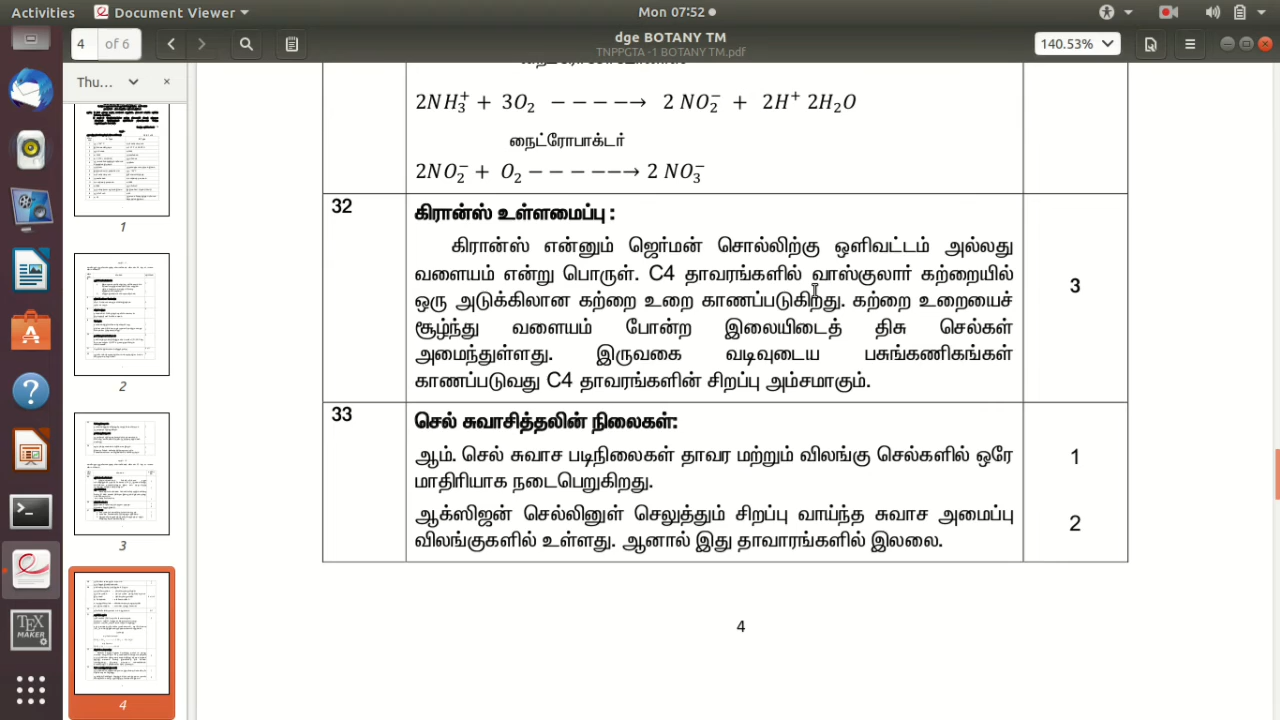 Activities
Document Viewer
Mon 07:52
4 of 6
dge BOTANY TM
TNPPGTA -1 BOTANY TM.pdf
140.53%
Thu...
1
2
3
4
2NH₃⁺ + 3O₂ − − − − −→ 2 NO₂⁻ + 2H⁺ 2H2O
நைட்ரோபாக்டர்
2NO₂⁻ + O₂ − − − − −→ 2 NO₃⁻
32
கிரான்ஸ் உள்ளமைப்பு :
கிரான்ஸ் என்னும் ஜெர்மன் சொல்லிற்கு ஒளிவட்டம் அல்லது
வளையம் என்று பொருள். C4 தாவரங்களில் வாஸ்குலார் கற்றையில்
ஒரு அடுக்கிலான கற்றை உறை காணப்படுகிறது. கற்றை உறையைச்
சூழ்ந்து வளையம் போன்ற இலையிடைத் திசு செல்கள்
அமைந்துள்ளது. இருவகை வடிவுடைய பசுங்கணிகங்கள்
காணப்படுவது C4 தாவரங்களின் சிறப்பு அம்சமாகும்.
3
33
செல் சுவாசித்தலின் நிலைகள்:
ஆம். செல் சுவாச படிநிலைகள் தாவர மற்றும் விலங்கு செல்களில் ஒரே
மாதிரியாக நடைபெறுகிறது.
1
ஆக்ஸிஜன் செல்லினுள் செலுத்தும் சிறப்பு வாய்ந்த சுவாச அமைப்பு
விலங்குகளில் உள்ளது. ஆனால் இது தாவாரங்களில் இலலை.
2
4
TEST MAKER